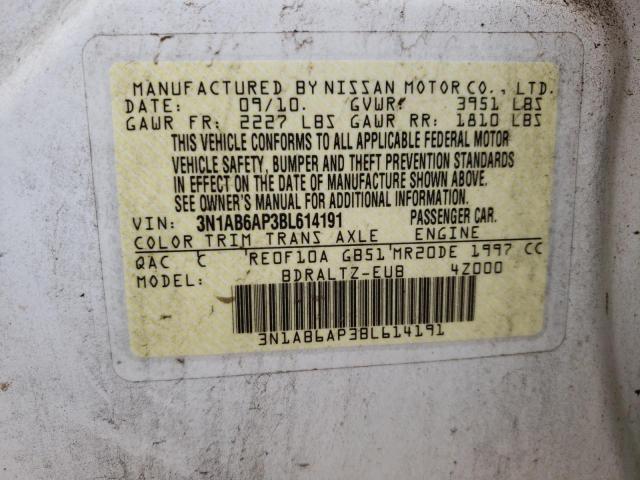 MANUFACTURED BY NISSAN MOTOR CO., LTD.
DATE: 09/10. GVWR: 3951 LBS
GAWR FR: 2227 LBS GAWR RR: 1810 LBS
THIS VEHICLE CONFORMS TO ALL APPLICABLE FEDERAL MOTOR
VEHICLE SAFETY, BUMPER AND THEFT PREVENTION STANDARDS
IN EFFECT ON THE DATE OF MANUFACTURE SHOWN ABOVE.
SEE OWNER'S MANUAL FOR ADDITIONAL INFORMATION.
VIN: 3N1AB6AP3BL614191 PASSENGER CAR.
COLOR TRIM TRANS AXLE ENGINE
QAC C RE0F10A GB51 MR20DE 1997 CC
MODEL: BDRALTZ-EUB 4Z000
3N1AB6AP3BL614191